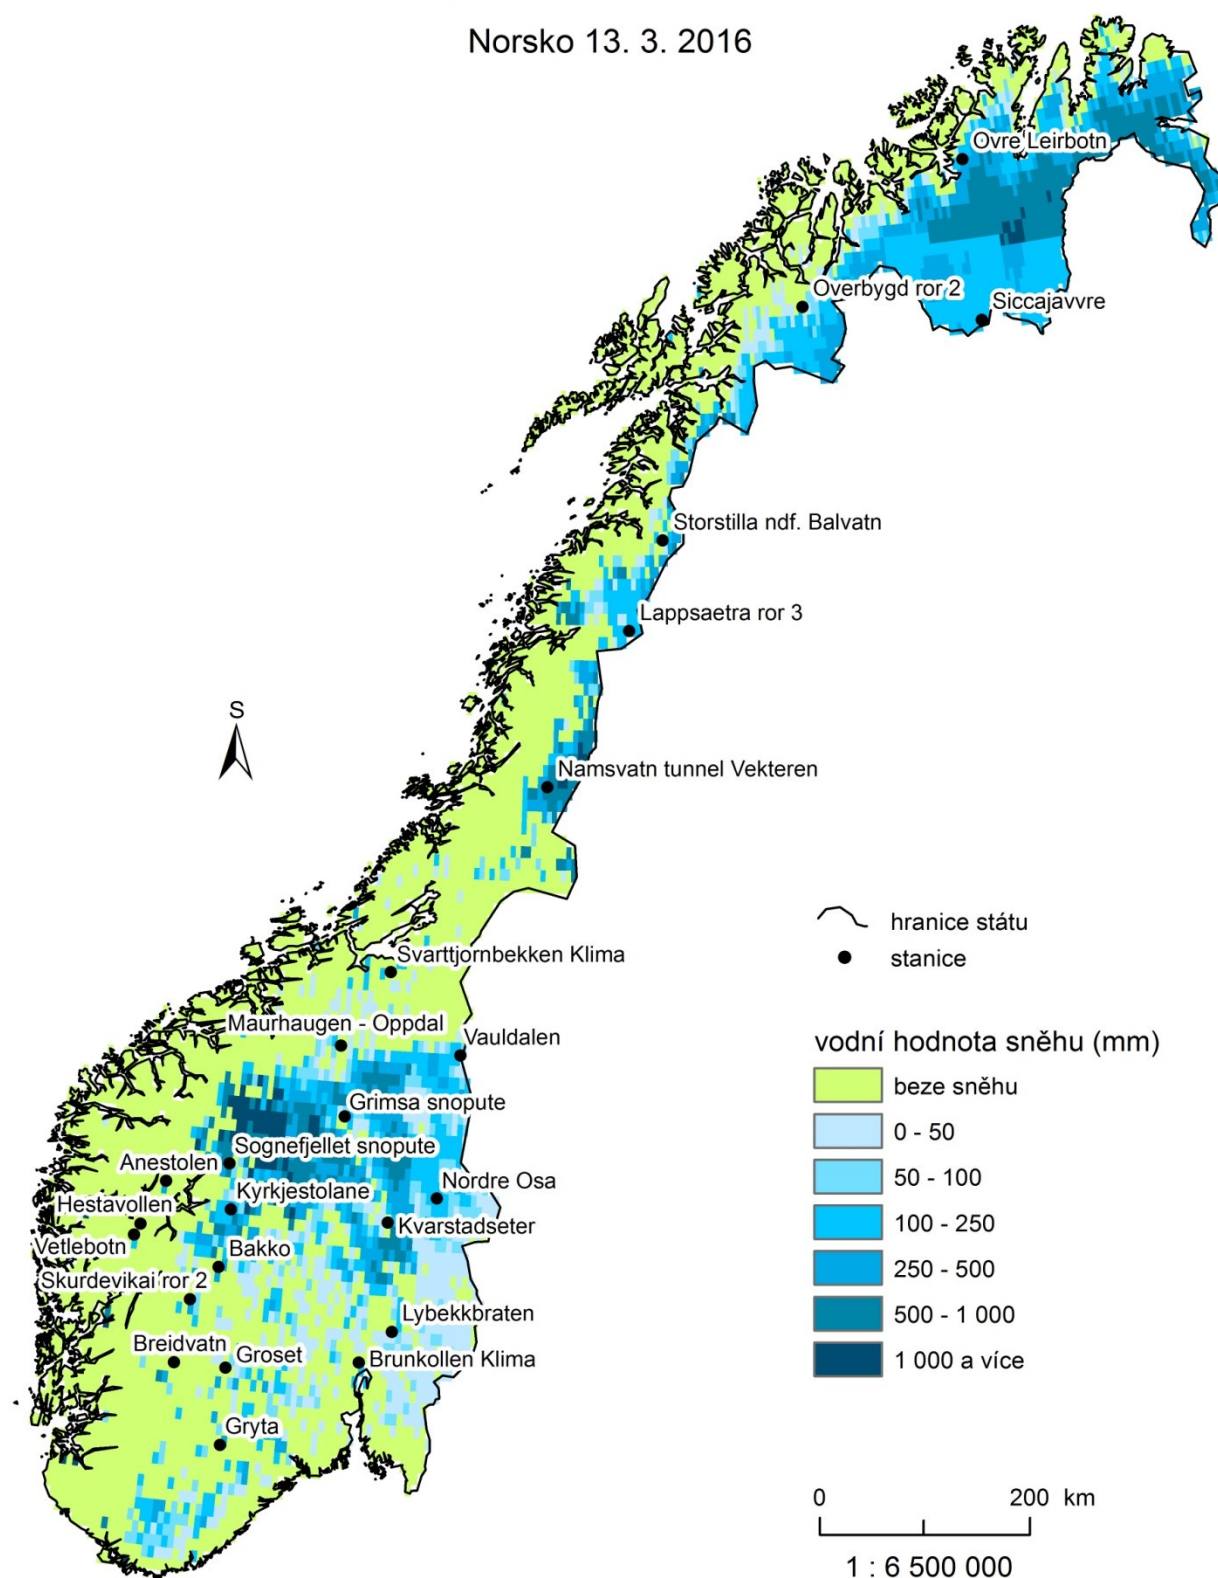 Norsko 13. 3. 2016
Ovre Leirbotn
Overbygd ror 2
Siccajavvre
Storstilla ndf. Balvatn
Lappsaetra ror 3
S
Namsvatn tunnel Vekteren
hranice státu
stanice
Svarttjornbekken Klima
Maurhaugen - Oppdal
Vauldalen
vodní hodnota sněhu (mm)
beze sněhu
Grimsa snopute
0 - 50
Sognefjellet snopute
Anestolen
50 - 100
Kyrkjestolane
Nordre Osa
Hestavollen
Kvarstadseter
100 - 250
Vetlebotn
Bakko
250 - 500
Skurdevikai ror 2
Lybekkbraten
500 - 1 000
Breidvatn
Groset
Brunkollen Klima
1 000 a více
Gryta
0 200 km
1 : 6 500 000